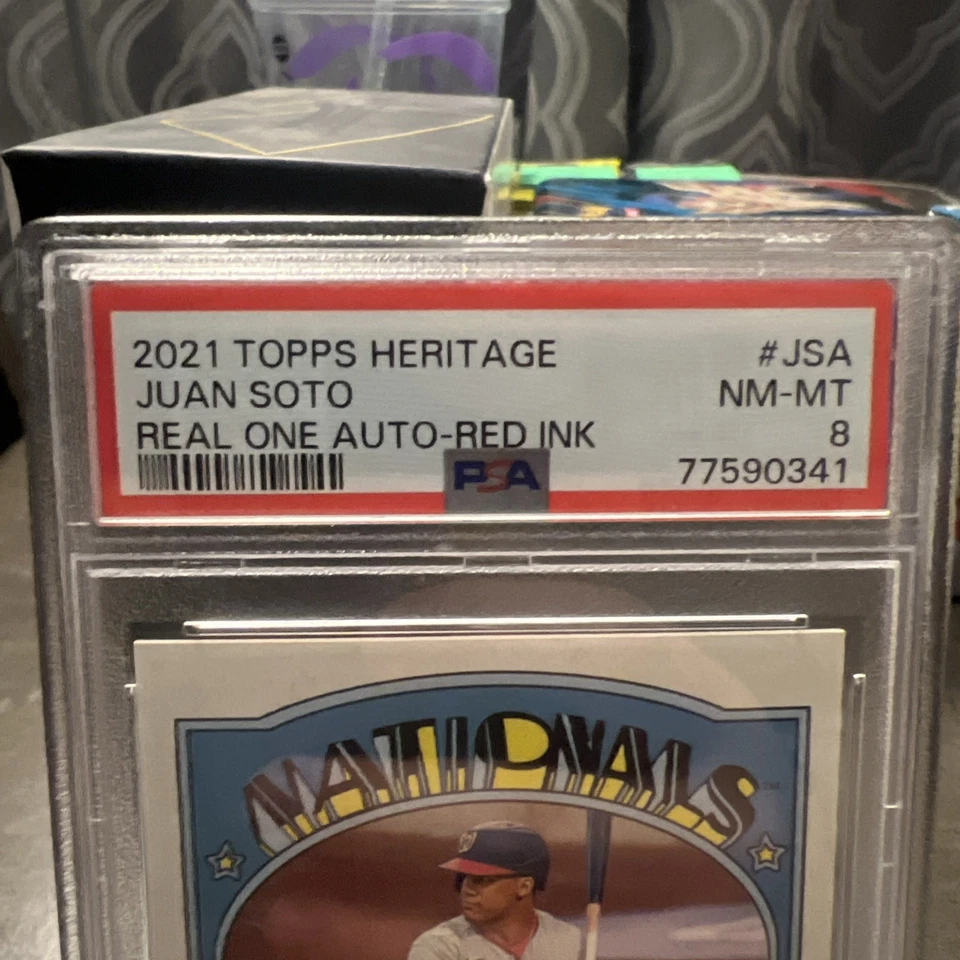 2021 TOPPS HERITAGE #JSA
JUAN SOTO NM-MT
REAL ONE AUTO-RED INK 8
PSA 77590341
NATIONALS
W